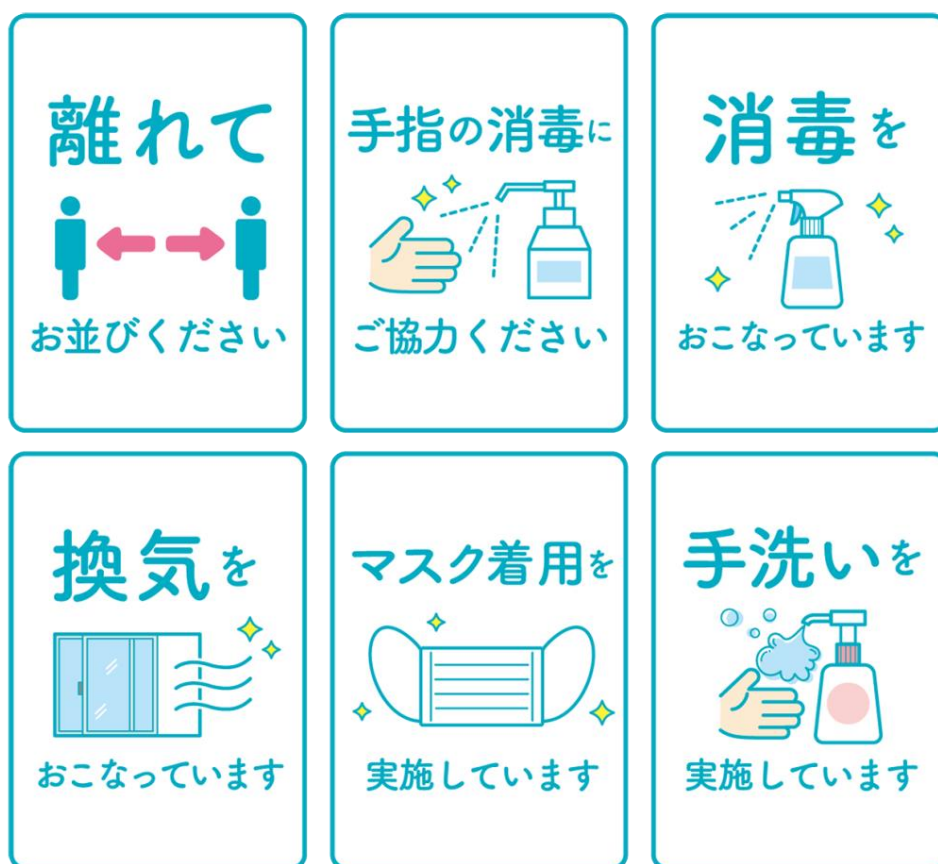 離れて
お並びください
手指の消毒に
ご協力ください
消毒を
おこなっています
換気を
おこなっています
マスク着用を
実施しています
手洗いを
実施しています